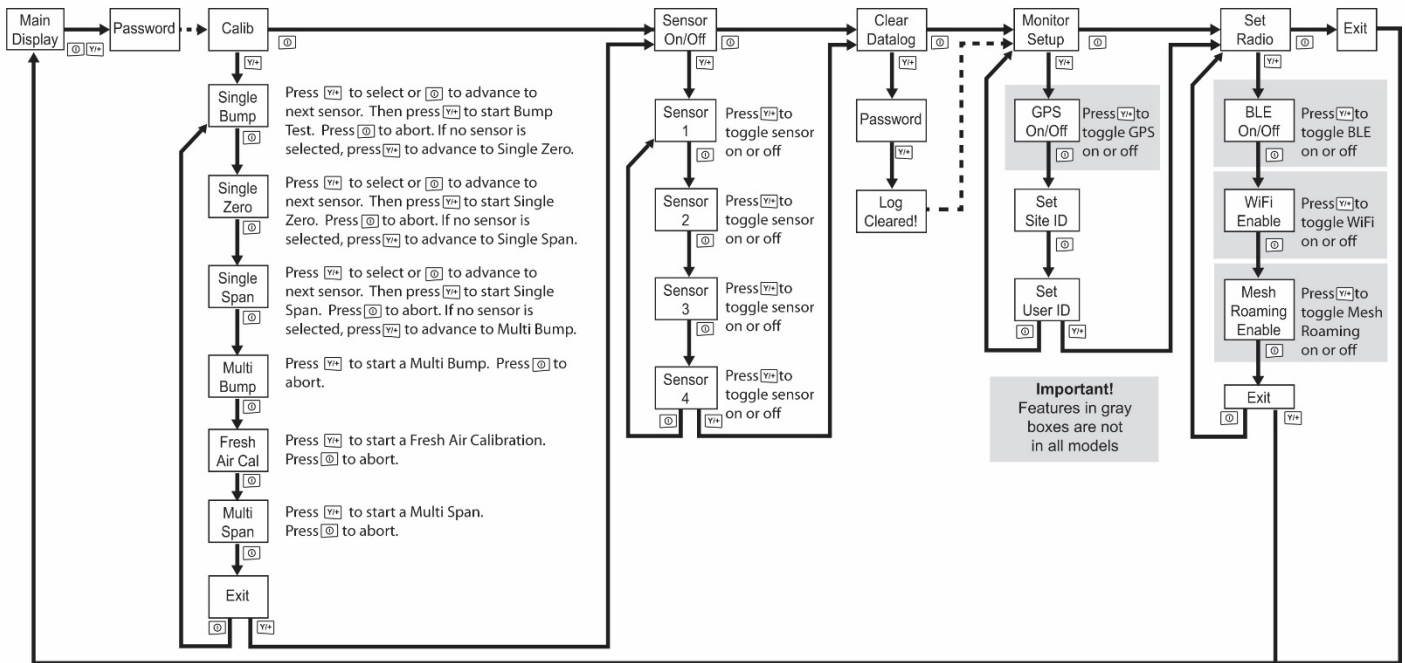 Main
Display
[⏼] [Y/+]
Password
Calib
[⏼]
[Y/+]
Single
Bump
[⏼]
Press [Y/+] to select or [⏼] to advance to
next sensor. Then press [Y/+] to start Bump
Test. Press [⏼] to abort. If no sensor is
selected, press [Y/+] to advance to Single Zero.
Single
Zero
[⏼]
Press [Y/+] to select or [⏼] to advance to
next sensor. Then press [Y/+] to start Single
Zero. Press [⏼] to abort. If no sensor is
selected, press [Y/+] to advance to Single Span.
Single
Span
[⏼]
Press [Y/+] to select or [⏼] to advance to
next sensor. Then press [Y/+] to start Single
Span. Press [⏼] to abort. If no sensor is
selected, press [Y/+] to advance to Multi Bump.
Multi
Bump
[⏼]
Press [Y/+] to start a Multi Bump. Press [⏼] to
abort.
Fresh
Air Cal
[⏼]
Press [Y/+] to start a Fresh Air Calibration.
Press [⏼] to abort.
Multi
Span
[⏼]
Press [Y/+] to start a Multi Span.
Press [⏼] to abort.
Exit
[⏼] [Y/+]
Sensor
On/Off
[⏼]
[Y/+]
Sensor
1
[⏼]
Press [Y/+] to
toggle sensor
on or off
Sensor
2
[⏼]
Press [Y/+] to
toggle sensor
on or off
Sensor
3
[⏼]
Press [Y/+] to
toggle sensor
on or off
Sensor
4
[⏼] [Y/+]
Press [Y/+] to
toggle sensor
on or off
Clear
Datalog
[⏼]
[Y/+]
Password
[Y/+]
Log
Cleared!
Monitor
Setup
[⏼]
[Y/+]
GPS
On/Off
[⏼]
Press [Y/+] to
toggle GPS
on or off
Set
Site ID
[⏼]
Set
User ID
[⏼] [Y/+]
Important!
Features in gray
boxes are not
in all models
Set
Radio
[⏼]
[Y/+]
BLE
On/Off
[⏼]
Press [Y/+] to
toggle BLE
on or off
WiFi
Enable
[⏼]
Press [Y/+] to
toggle WiFi
on or off
Mesh
Roaming
Enable
[⏼]
Press [Y/+] to
toggle Mesh
Roaming
on or off
Exit
[⏼] [Y/+]
Exit